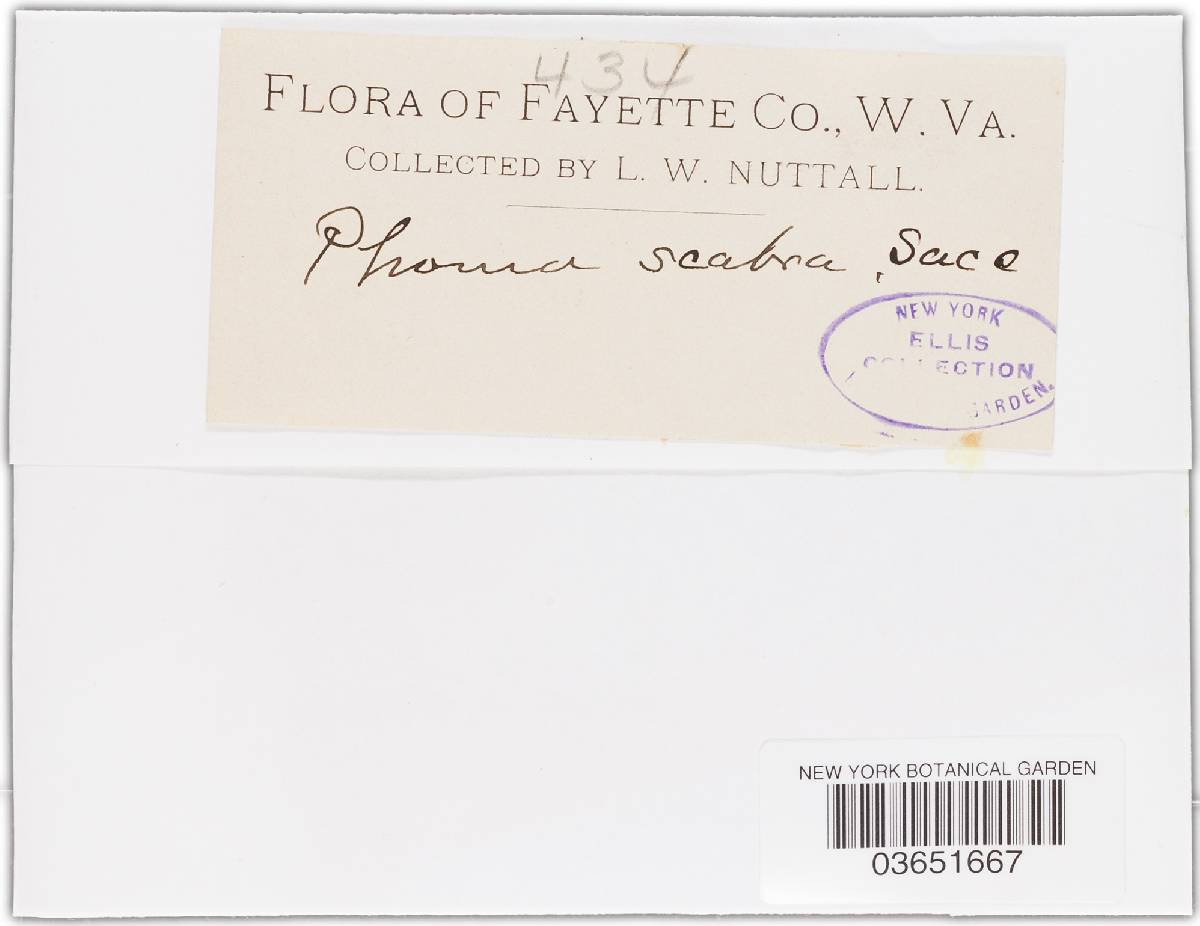 434
FLORA OF FAYETTE CO., W. VA.
COLLECTED BY L. W. NUTTALL.
Phoma scabra, Sacc
NEW YORK
ELLIS
COLLECTION
GARDEN.
NEW YORK BOTANICAL GARDEN
03651667